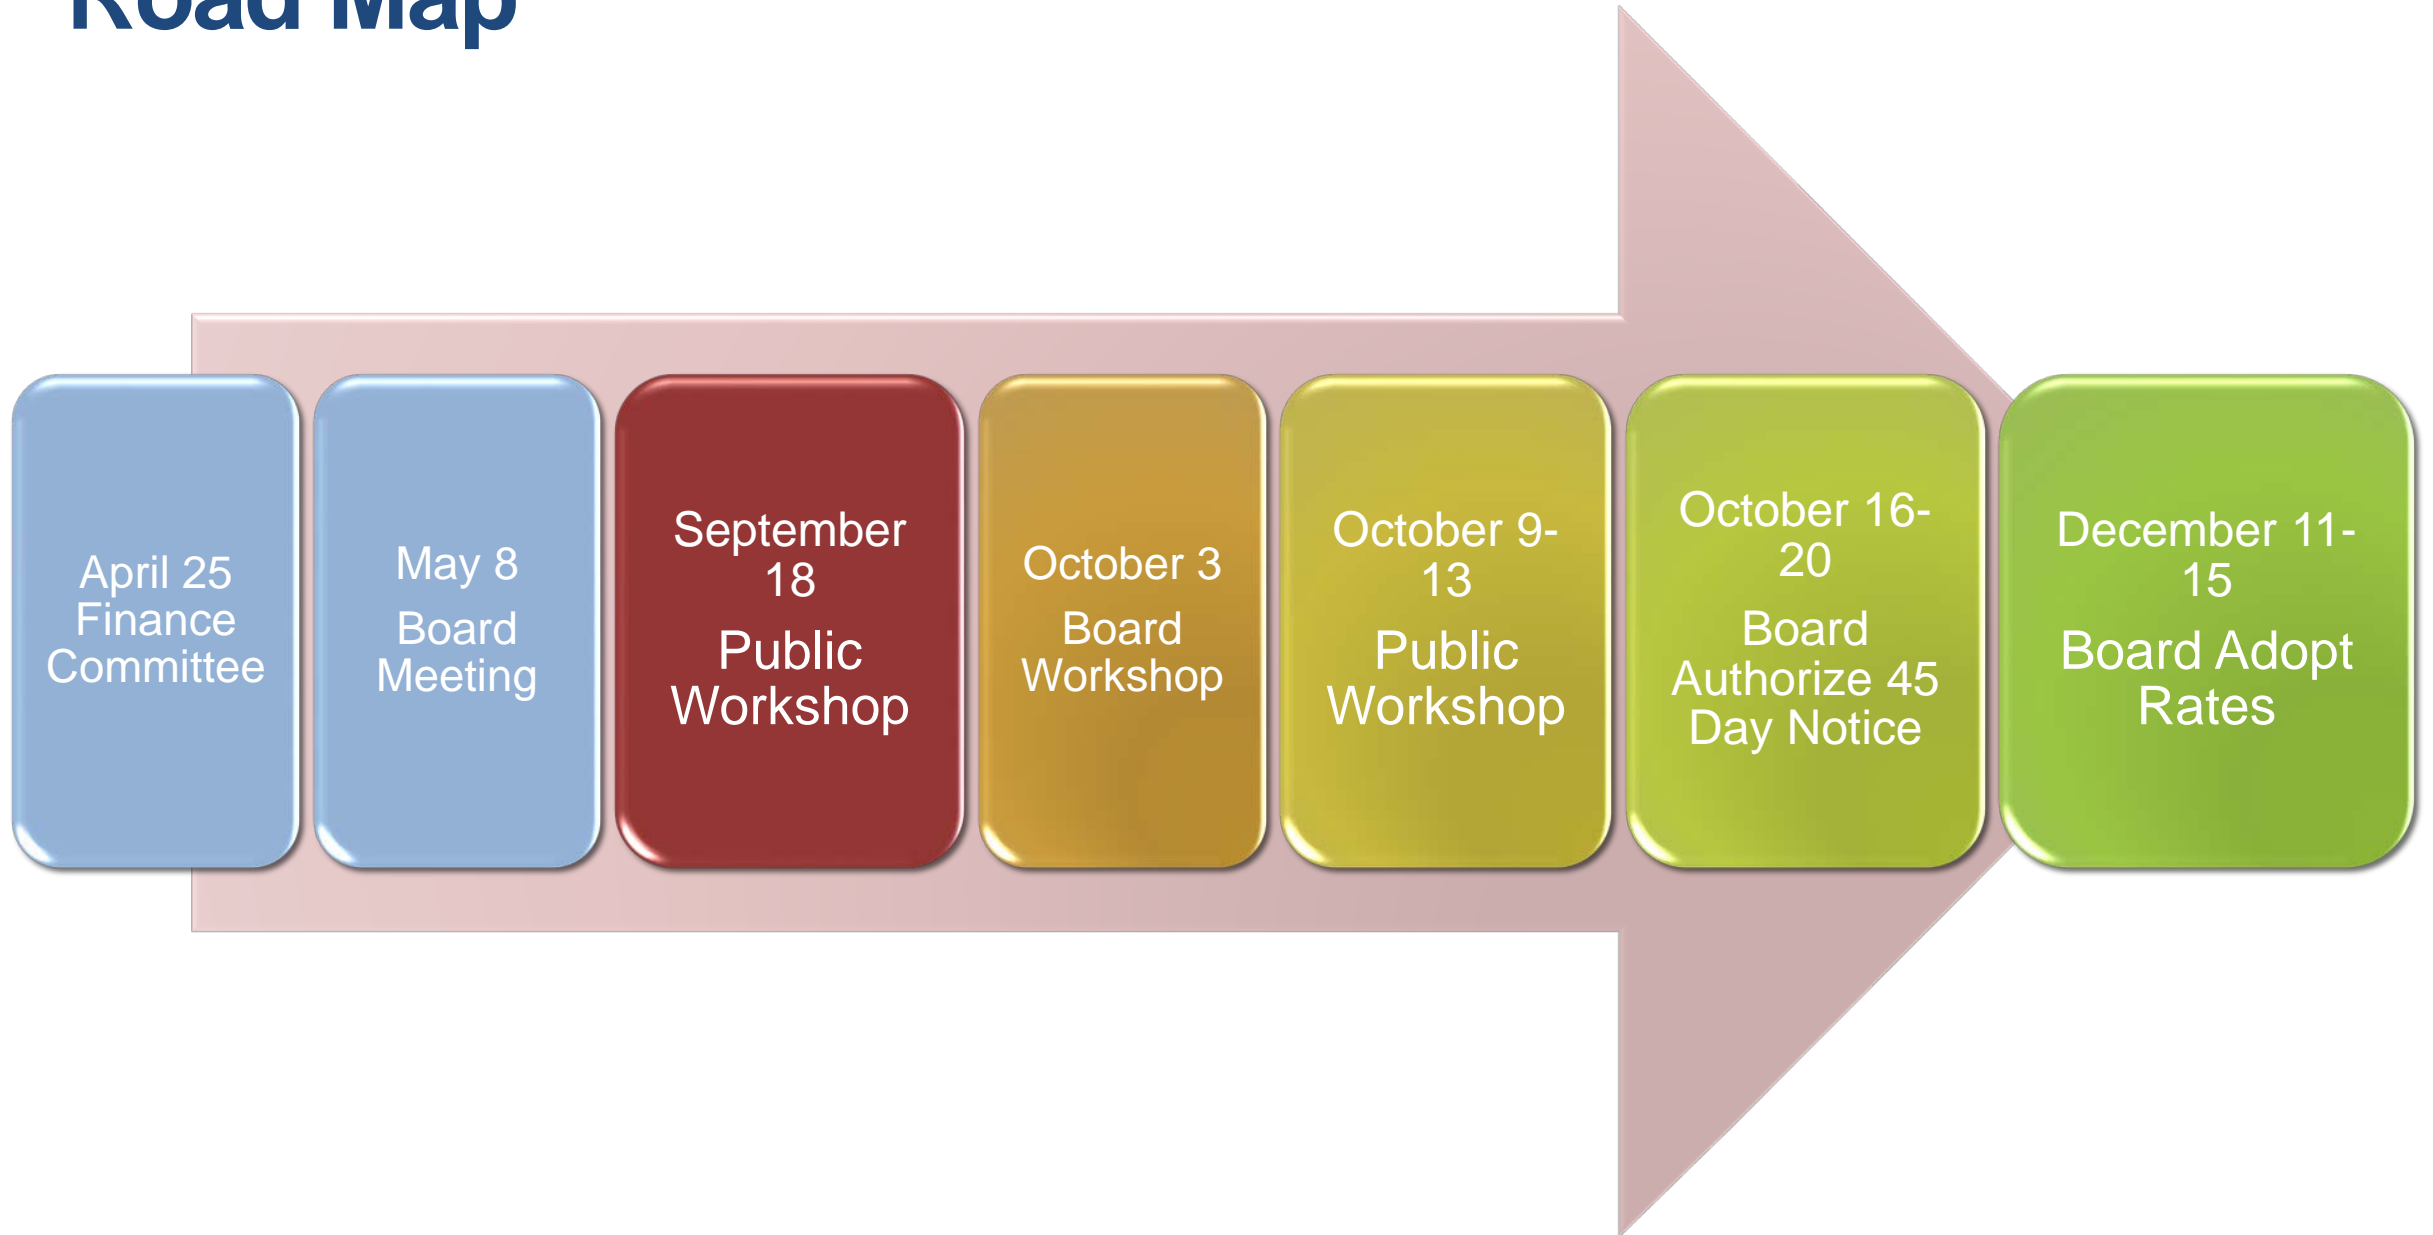 Road Map
April 25
Finance
Committee
May 8
Board
Meeting
September
18
Public
Workshop
October 3
Board
Workshop
October 9-
13
Public
Workshop
October 16-
20
Board
Authorize 45
Day Notice
December 11-
15
Board Adopt
Rates